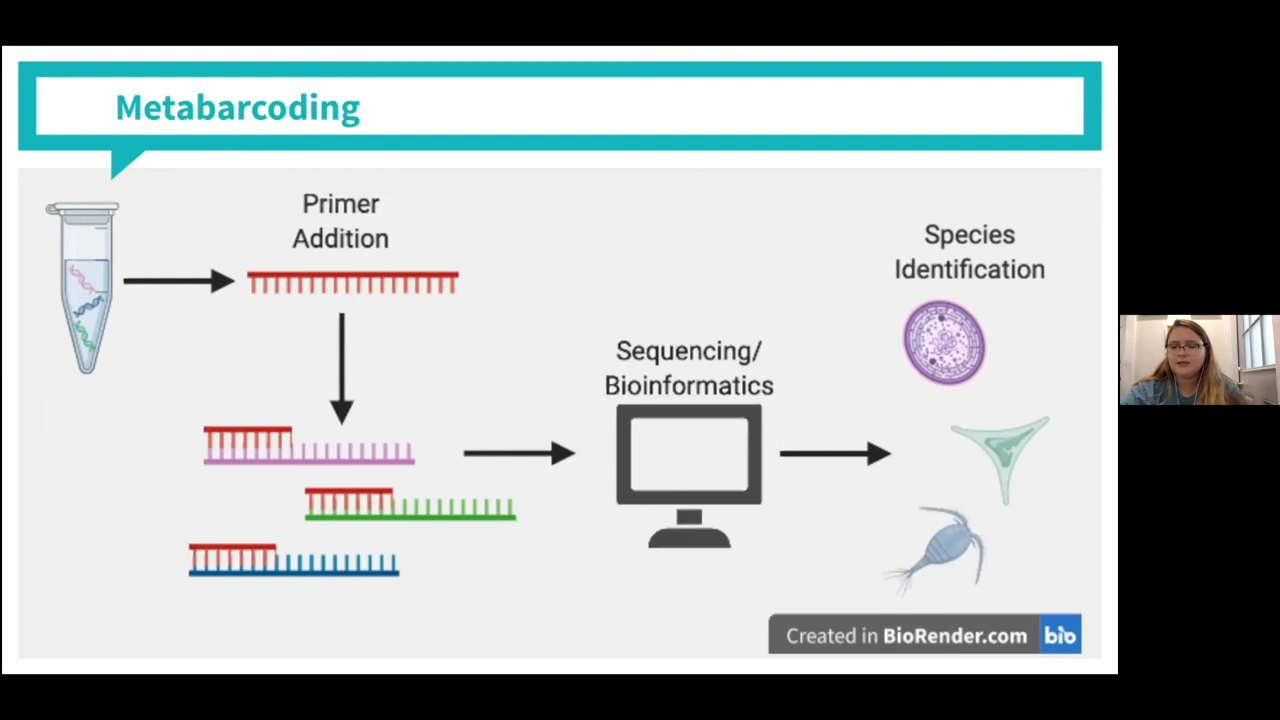 Metabarcoding
Primer
Addition
Species
Identification
Sequencing/
Bioinformatics
Created in BioRender.com bio